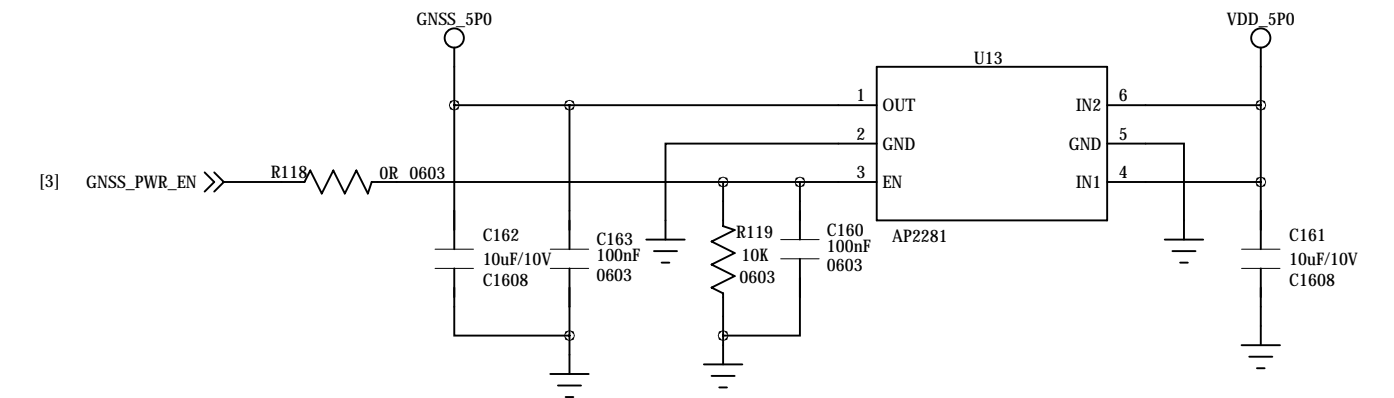 GNSS_5P0
VDD_5P0
U13
1
OUT
IN2
6
2
GND
GND
5
[3] GNSS_PWR_EN
R118
0R 0603
3
EN
IN1
4
AP2281
C162
10uF/10V
C1608
C163
100nF
0603
R119
10K
0603
C160
100nF
0603
C161
10uF/10V
C1608